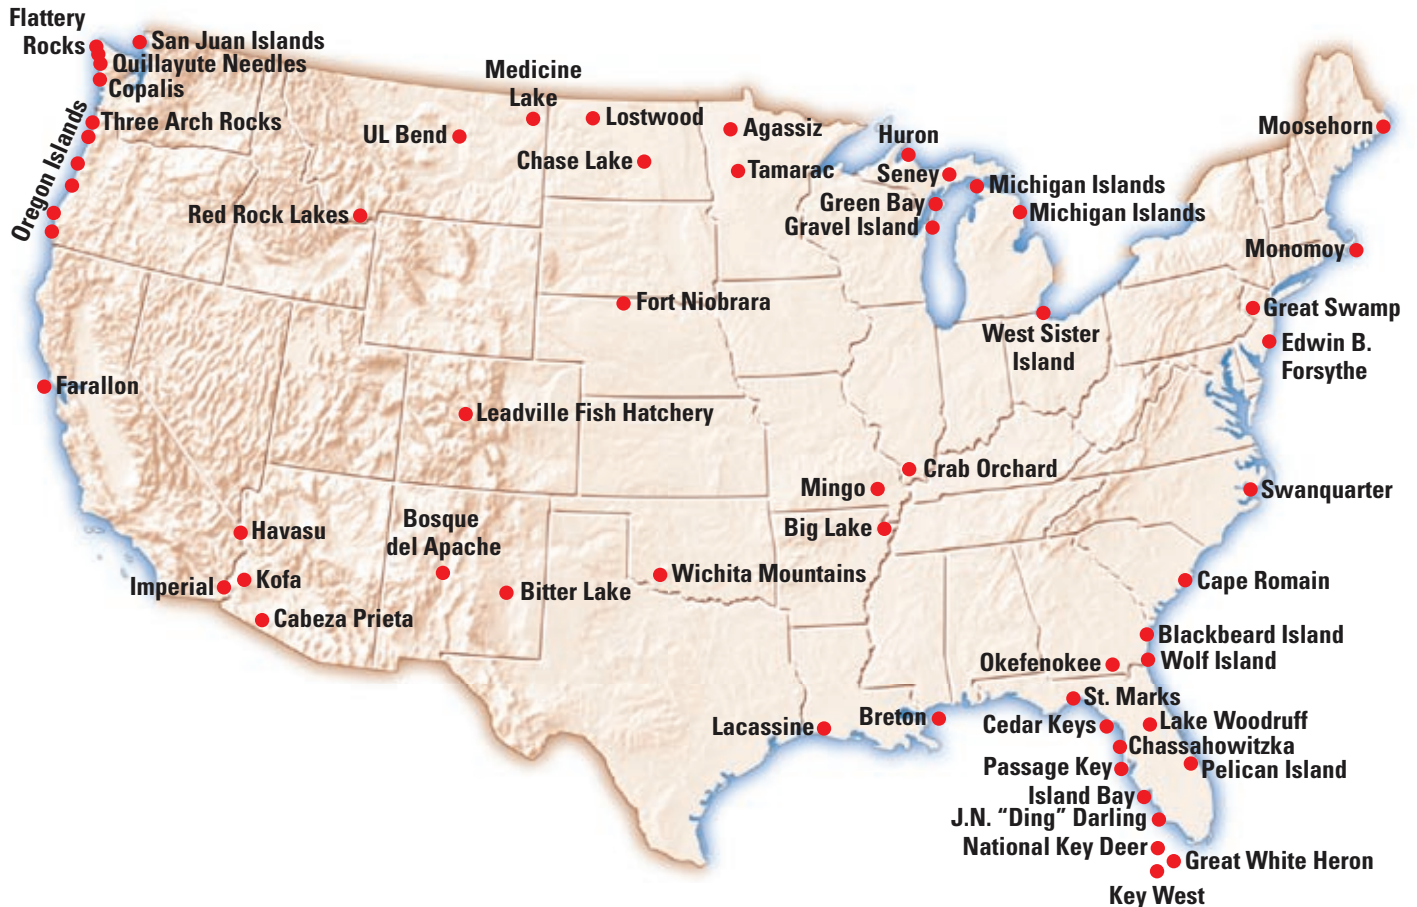 Flattery
Rocks
San Juan Islands
Quillayute Needles
Copalis
Three Arch Rocks
Oregon Islands
Medicine
Lake
Lostwood
UL Bend
Chase Lake
Red Rock Lakes
Agassiz
Tamarac
Huron
Seney
Michigan Islands
Green Bay
Michigan Islands
Gravel Island
Moosehorn
Monomoy
Fort Niobrara
West Sister
Island
Great Swamp
Edwin B.
Forsythe
Farallon
Leadville Fish Hatchery
Crab Orchard
Mingo
Big Lake
Swanquarter
Havasu
Bosque
del Apache
Imperial
Kofa
Cabeza Prieta
Bitter Lake
Wichita Mountains
Cape Romain
Blackbeard Island
Wolf Island
Okefenokee
St. Marks
Lacassine
Breton
Cedar Keys
Lake Woodruff
Chassahowitzka
Passage Key
Pelican Island
Island Bay
J.N. “Ding” Darling
National Key Deer
Great White Heron
Key West